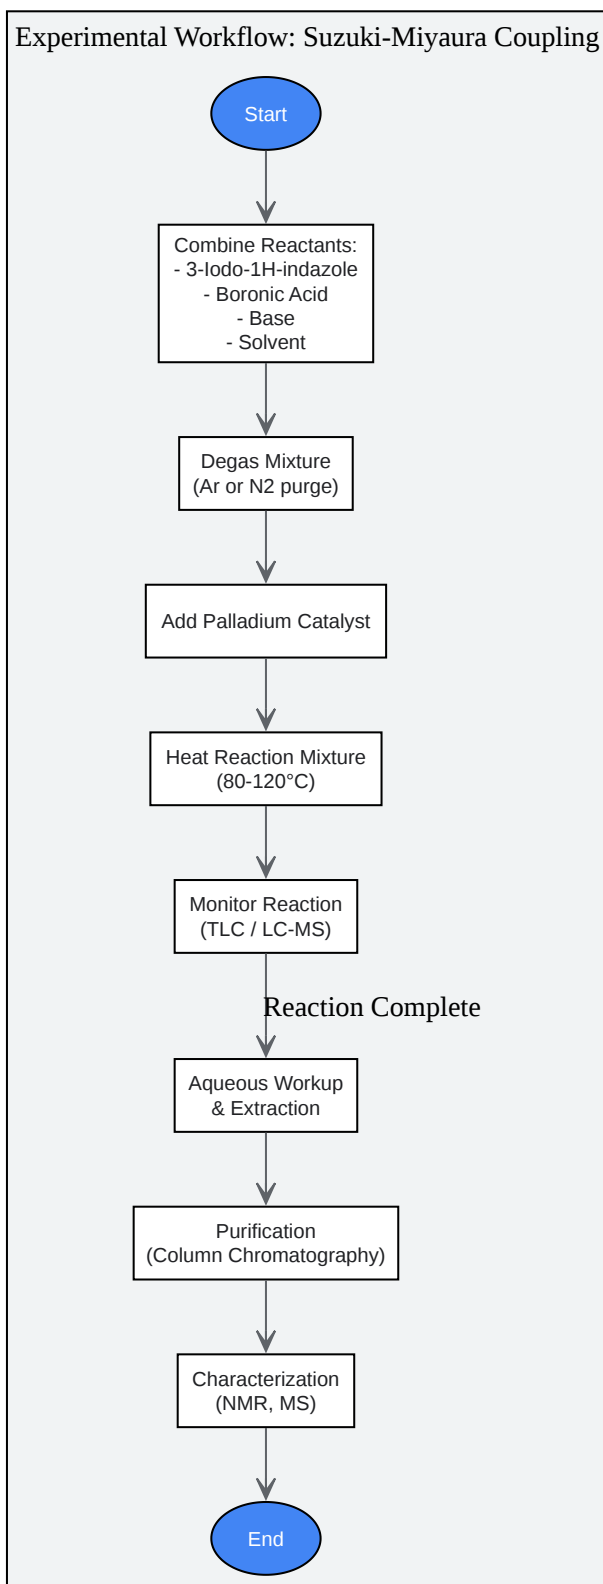 Experimental Workflow: Suzuki-Miyaura Coupling
Start
Combine Reactants:
- 3-Iodo-1H-indazole
- Boronic Acid
- Base
- Solvent
Degas Mixture
(Ar or N2 purge)
Add Palladium Catalyst
Heat Reaction Mixture
(80-120°C)
Monitor Reaction
(TLC / LC-MS)
Reaction Complete
Aqueous Workup
& Extraction
Purification
(Column Chromatography)
Characterization
(NMR, MS)
End